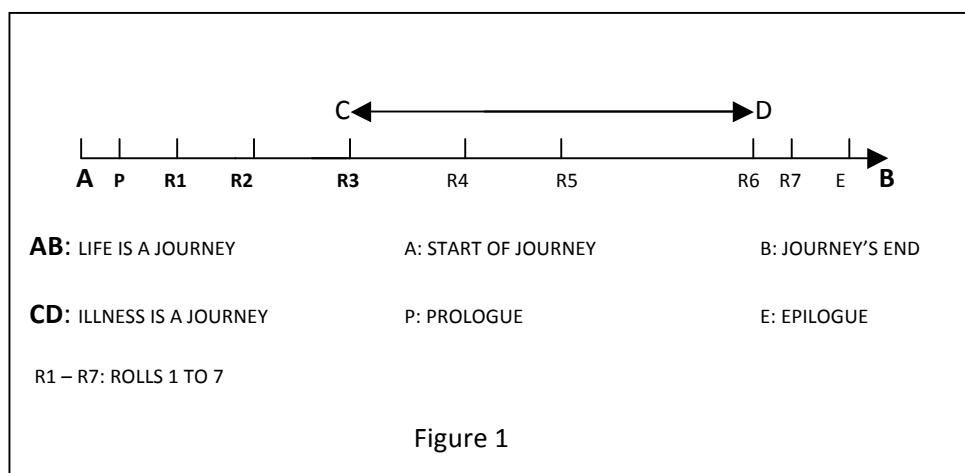 C D
A P R1 R2 R3 R4 R5 R6 R7 E B
AB: LIFE IS A JOURNEY A: START OF JOURNEY B: JOURNEY'S END
CD: ILLNESS IS A JOURNEY P: PROLOGUE E: EPILOGUE
R1 – R7: ROLLS 1 TO 7
Figure 1